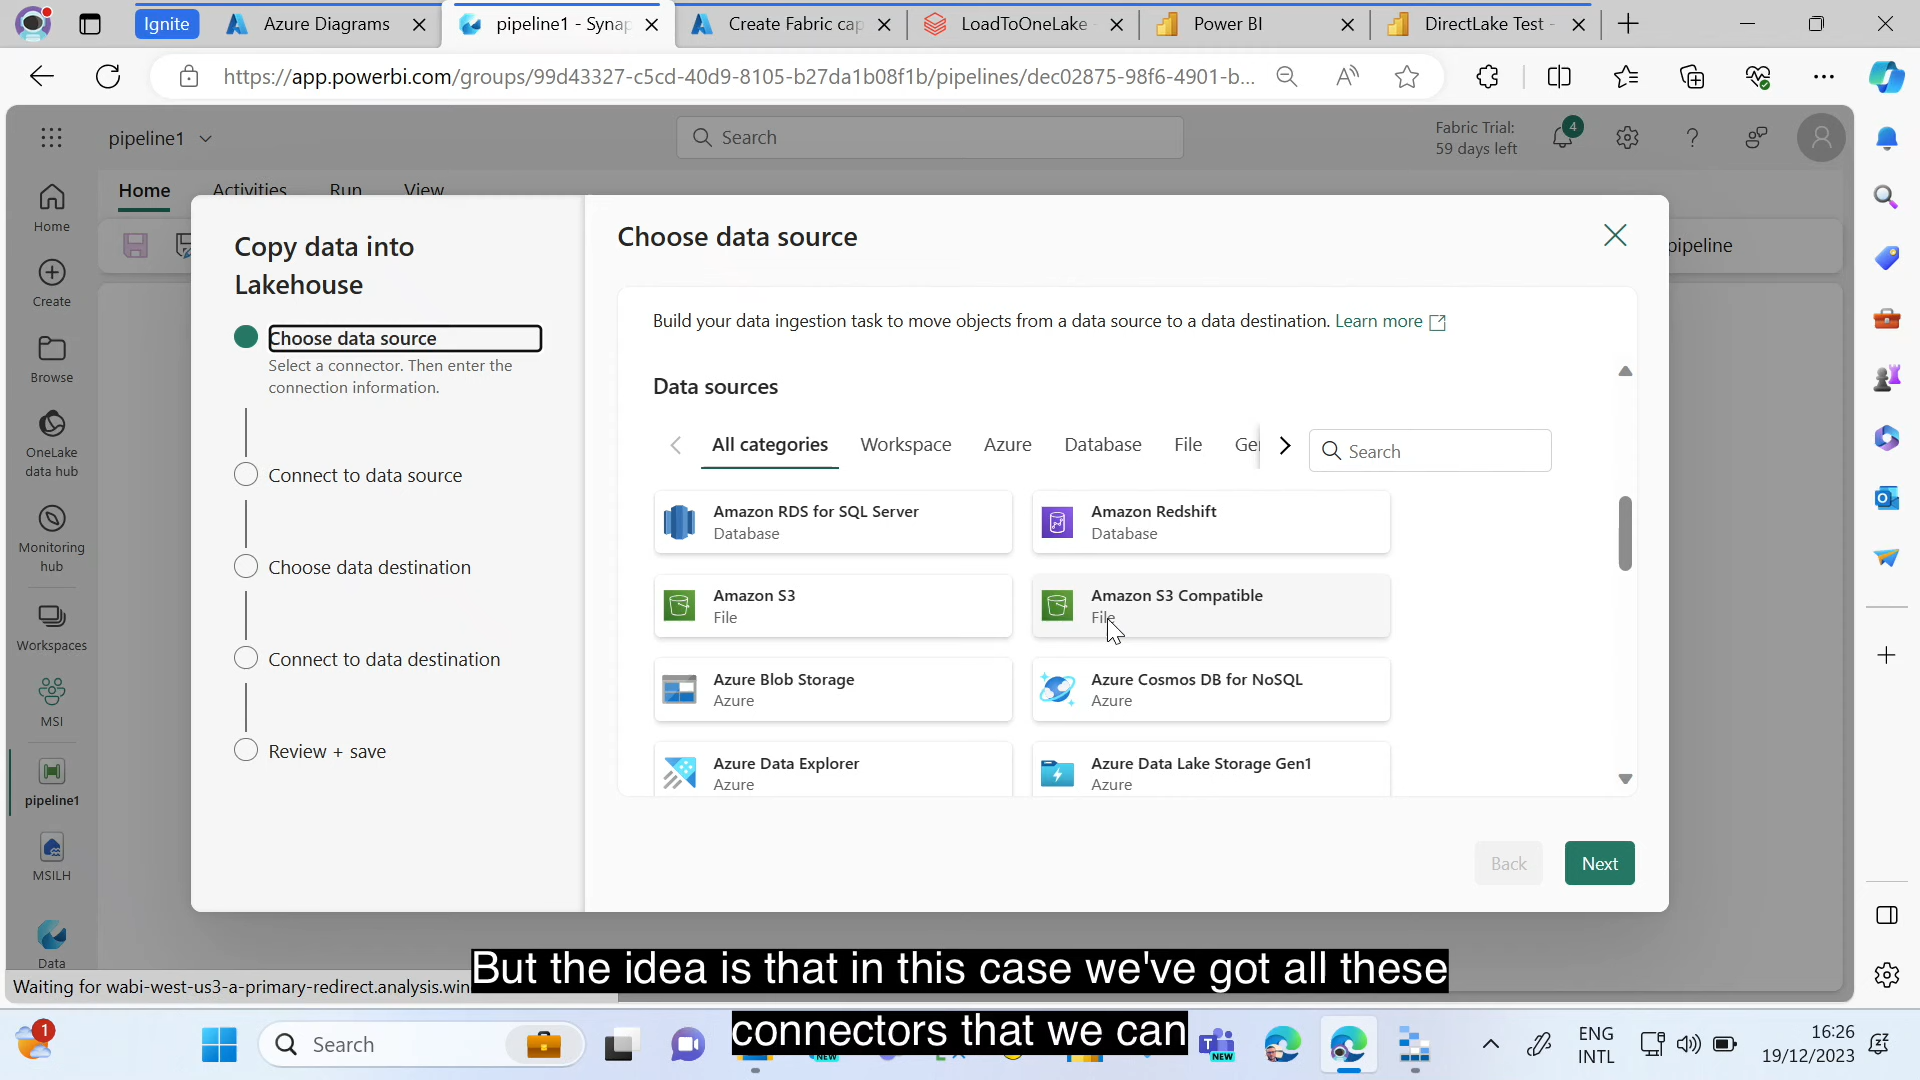 Ignite
Azure Diagrams
pipeline1 - Synap
Create Fabric cap
LoadToOneLake -
Power BI
DirectLake Test -
https://app.powerbi.com/groups/99d43327-c5cd-40d9-8105-b27da1b08f1b/pipelines/dec02875-98f6-4901-b...
pipeline1
Search
Fabric Trial:
59 days left
4
Home
Activities
Run
View
Home
Create
Browse
OneLake
data hub
Monitoring
hub
Workspaces
MSI
pipeline1
MSILH
Data
pipeline
Copy data into
Lakehouse
Choose data source
Select a connector. Then enter the
connection information.
Connect to data source
Choose data destination
Connect to data destination
Review + save
Choose data source
Build your data ingestion task to move objects from a data source to a data destination. Learn more
Data sources
All categories
Workspace
Azure
Database
File
Search
Amazon RDS for SQL Server
Database
Amazon Redshift
Database
Amazon S3
File
Amazon S3 Compatible
File
Azure Blob Storage
Azure
Azure Cosmos DB for NoSQL
Azure
Azure Data Explorer
Azure
Azure Data Lake Storage Gen1
Azure
Back
Next
Waiting for wabi-west-us3-a-primary-redirect.analysis.win
But the idea is that in this case we've got all these
connectors that we can
1
Search
NEW
NEW
ENG
INTL
16:26
19/12/2023